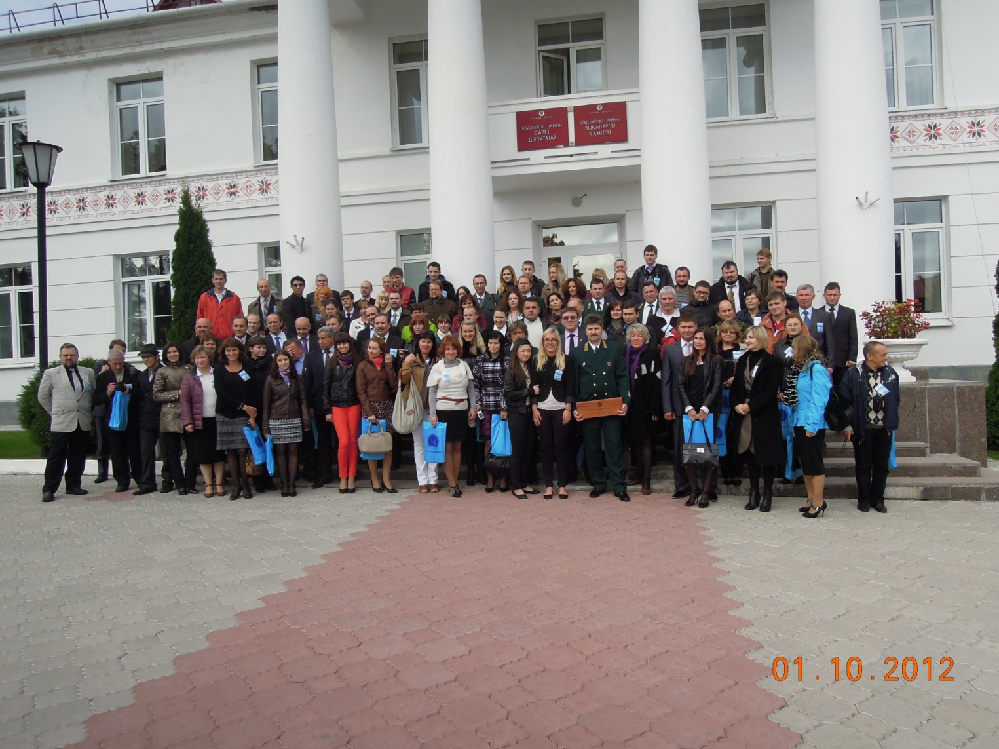 БРАСЛАЎСКІ РАЁННЫ
САВЕТ
ДЭПУТАТАЎ
БРАСЛАЎСКІ РАЁННЫ
ВЫКАНАЎЧЫ
КАМІТЭТ
01.10.2012